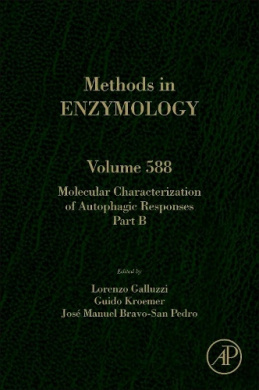 Methods in
ENZYMOLOGY
Volume 588
Molecular Characterization
of Autophagic Responses
Part B
Edited by
Lorenzo Galluzzi
Guido Kroemer
José Manuel Bravo-San Pedro
AP